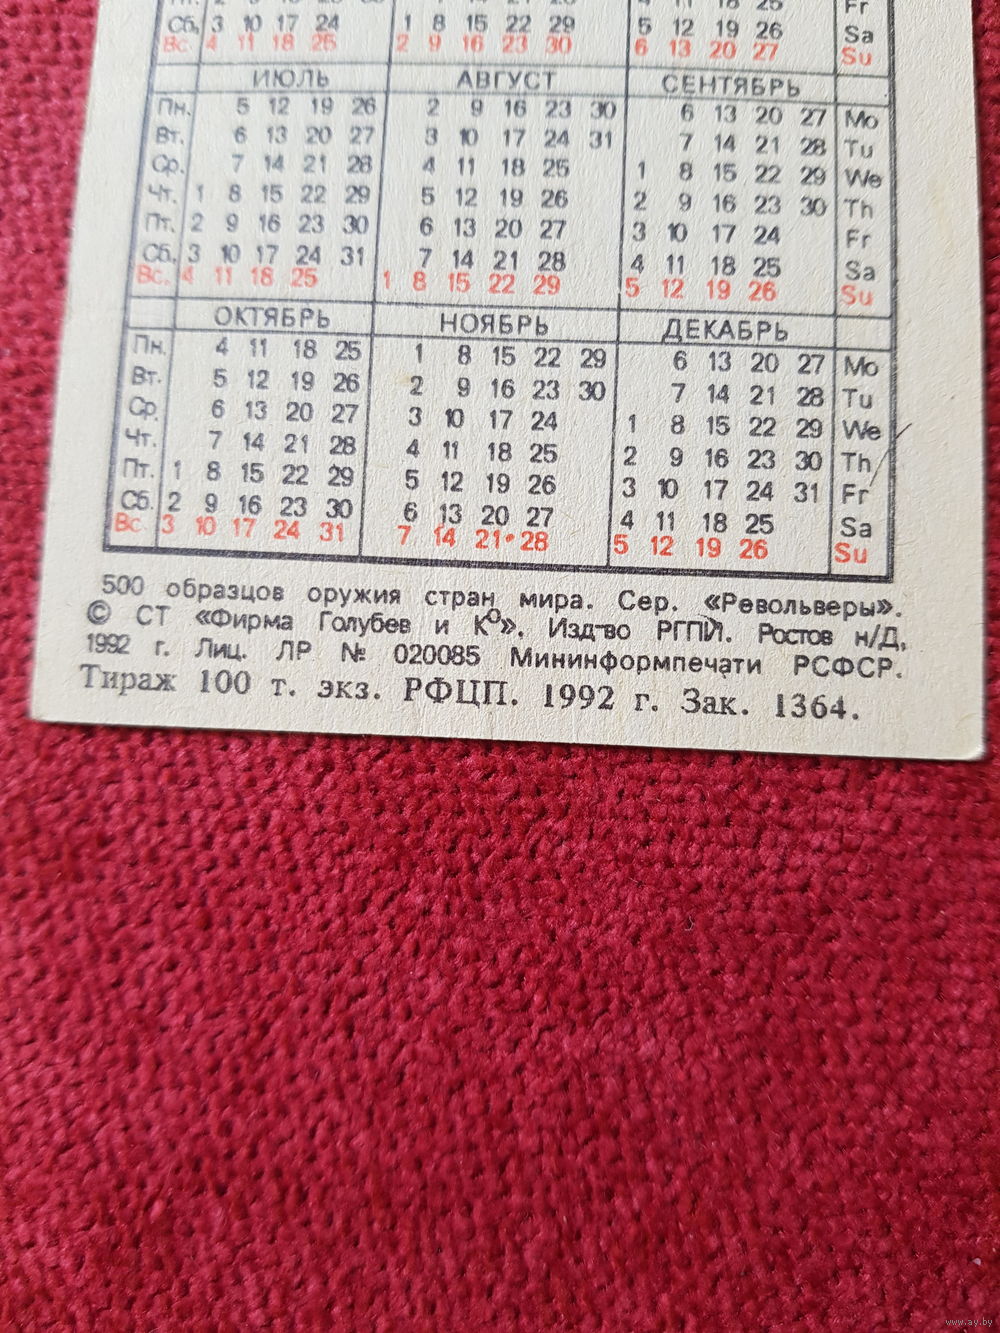 Сб. 3 10 17 24 1 8 15 22 29 5 12 19 26 Sa
Вс. 4 11 18 25 2 9 16 23 30 6 13 20 27 Su
ИЮЛЬ АВГУСТ СЕНТЯБРЬ
Пн. 5 12 19 26 2 9 16 23 30 6 13 20 27 Mo
Вт. 6 13 20 27 3 10 17 24 31 7 14 21 28 Tu
Ср. 7 14 21 28 4 11 18 25 1 8 15 22 29 We
Чт. 1 8 15 22 29 5 12 19 26 2 9 16 23 30 Th
Пт. 2 9 16 23 30 6 13 20 27 3 10 17 24 Fr
Сб. 3 10 17 24 31 7 14 21 28 4 11 18 25 Sa
Вс. 4 11 18 25 1 8 15 22 29 5 12 19 26 Su
ОКТЯБРЬ НОЯБРЬ ДЕКАБРЬ
Пн. 4 11 18 25 1 8 15 22 29 6 13 20 27 Mo
Вт. 5 12 19 26 2 9 16 23 30 7 14 21 28 Tu
Ср. 6 13 20 27 3 10 17 24 1 8 15 22 29 We
Чт. 7 14 21 28 4 11 18 25 2 9 16 23 30 Th
Пт. 1 8 15 22 29 5 12 19 26 3 10 17 24 31 Fr
Сб. 2 9 16 23 30 6 13 20 27 4 11 18 25 Sa
Вс 3 10 17 24 31 7 14 21 28 5 12 19 26 Su
500 образцов оружия стран мира. Сер. «Револьверы».
© СТ «Фирма Голубев и К°». Изд-во РГПИ. Ростов н/Д,
1992 г. Лиц. ЛР № 020085 Мининформпечати РСФСР.
Тираж 100 т. экз. РФЦП. 1992 г. Зак. 1364.
www.ay.by